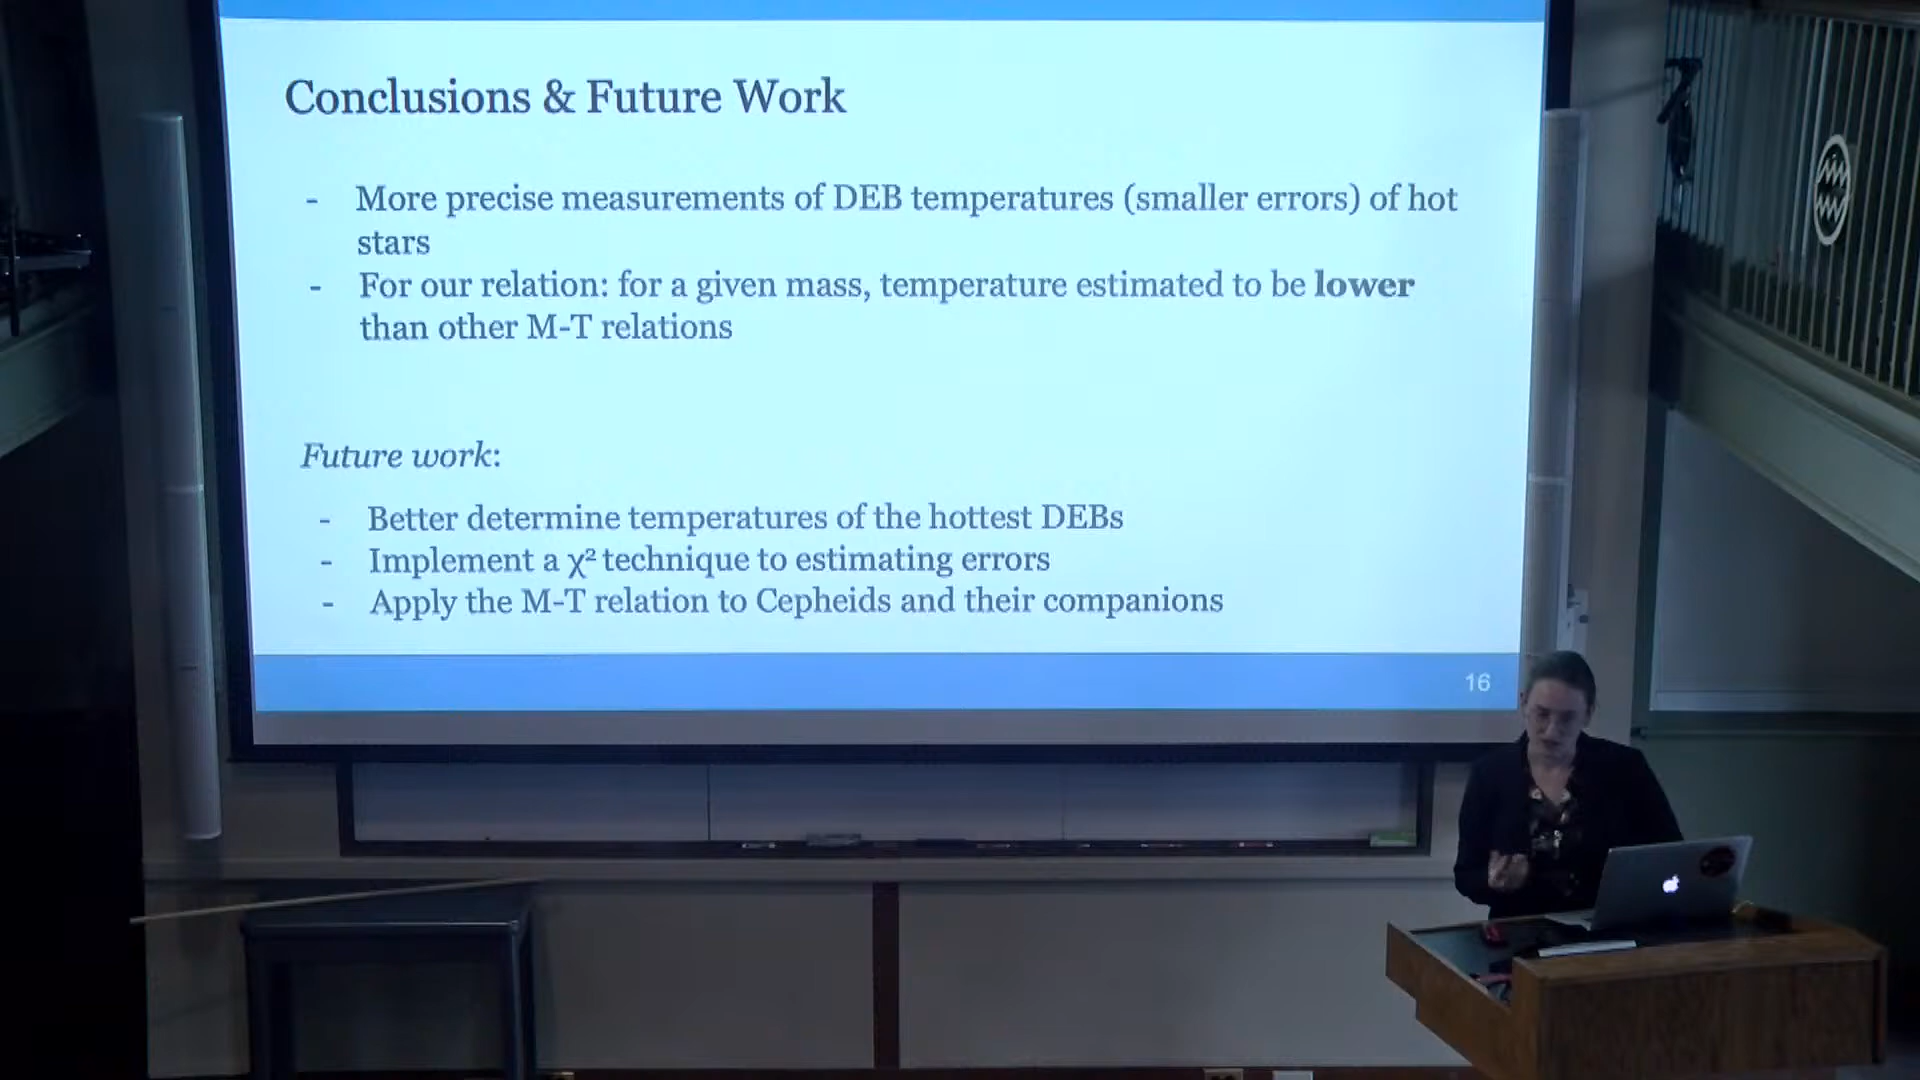 Conclusions & Future Work
- More precise measurements of DEB temperatures (smaller errors) of hot
stars
- For our relation: for a given mass, temperature estimated to be lower
than other M-T relations
Future work:
- Better determine temperatures of the hottest DEBs
- Implement a χ² technique to estimating errors
- Apply the M-T relation to Cepheids and their companions
16